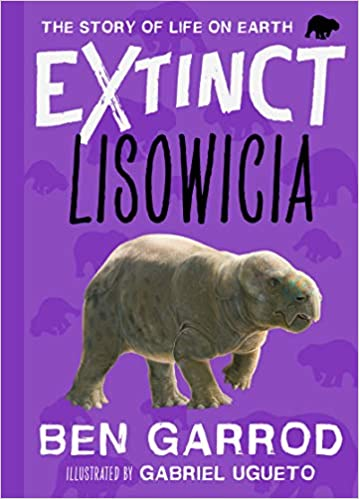 THE STORY OF LIFE ON EARTH
EXTINCT
LISOWICIA
BEN GARROD
ILLUSTRATED BY GABRIEL UGUETO